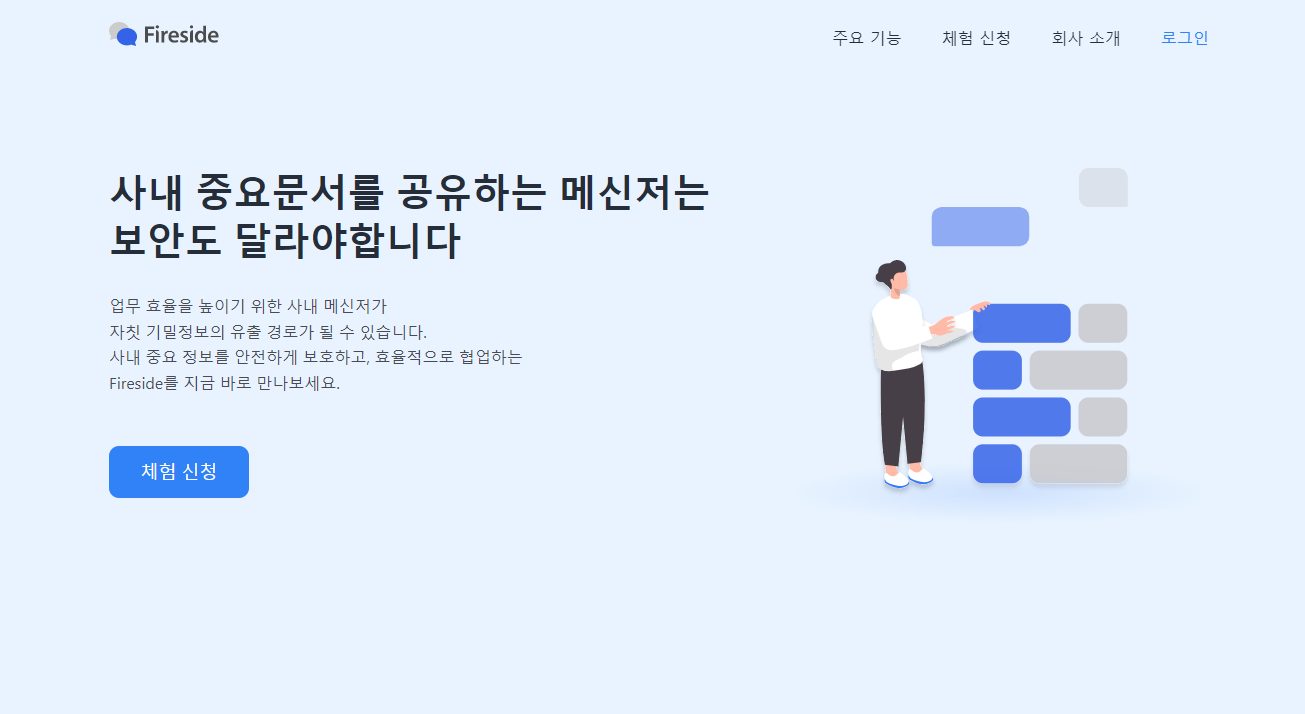 Fireside
주요 기능
체험 신청
회사 소개
로그인
사내 중요문서를 공유하는 메신저는
보안도 달라야합니다
업무 효율을 높이기 위한 사내 메신저가
자칫 기밀정보의 유출 경로가 될 수 있습니다.
사내 중요 정보를 안전하게 보호하고, 효율적으로 협업하는
Fireside를 지금 바로 만나보세요.
체험 신청